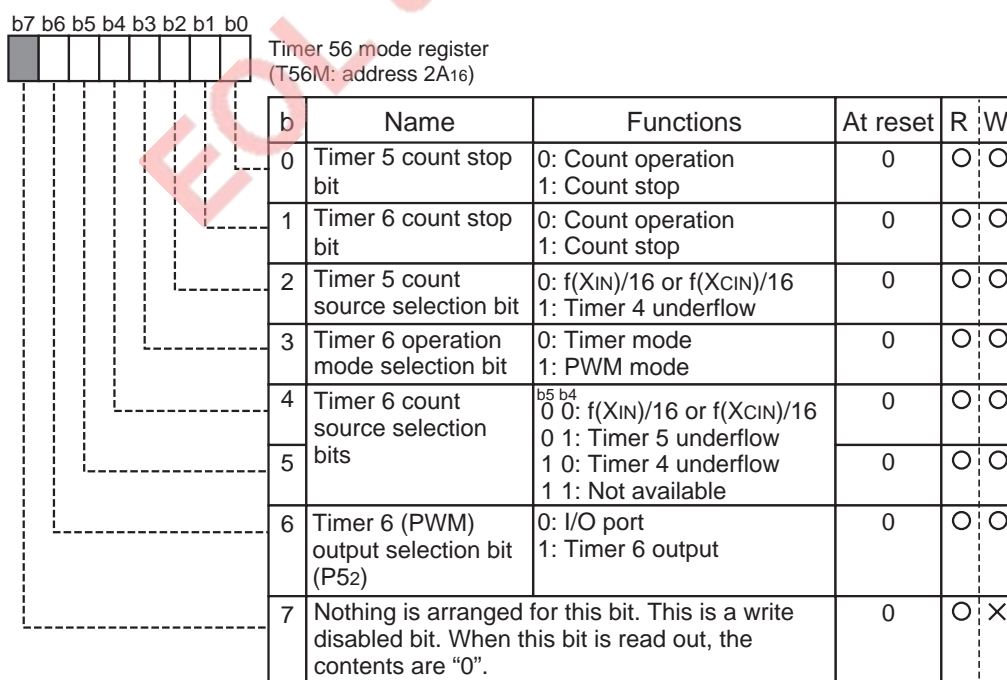 b7 b6 b5 b4 b3 b2 b1 b0
Timer 56 mode register
(T56M: address 2A16)
b Name Functions At reset R W
0 Timer 5 count stop bit 0: Count operation 0 O O
1: Count stop
1 Timer 6 count stop bit 0: Count operation 0 O O
1: Count stop
2 Timer 5 count source selection bit 0: f(XIN)/16 or f(XCIN)/16 0 O O
1: Timer 4 underflow
3 Timer 6 operation mode selection bit 0: Timer mode 0 O O
1: PWM mode
4 Timer 6 count source selection bits b5 b4 0 O O
0 0: f(XIN)/16 or f(XCIN)/16
0 1: Timer 5 underflow
5 1 0: Timer 4 underflow 0 O O
1 1: Not available
6 Timer 6 (PWM) output selection bit (P52) 0: I/O port 0 O O
1: Timer 6 output
7 Nothing is arranged for this bit. This is a write 0 O ×
disabled bit. When this bit is read out, the
contents are “0”.
EOL